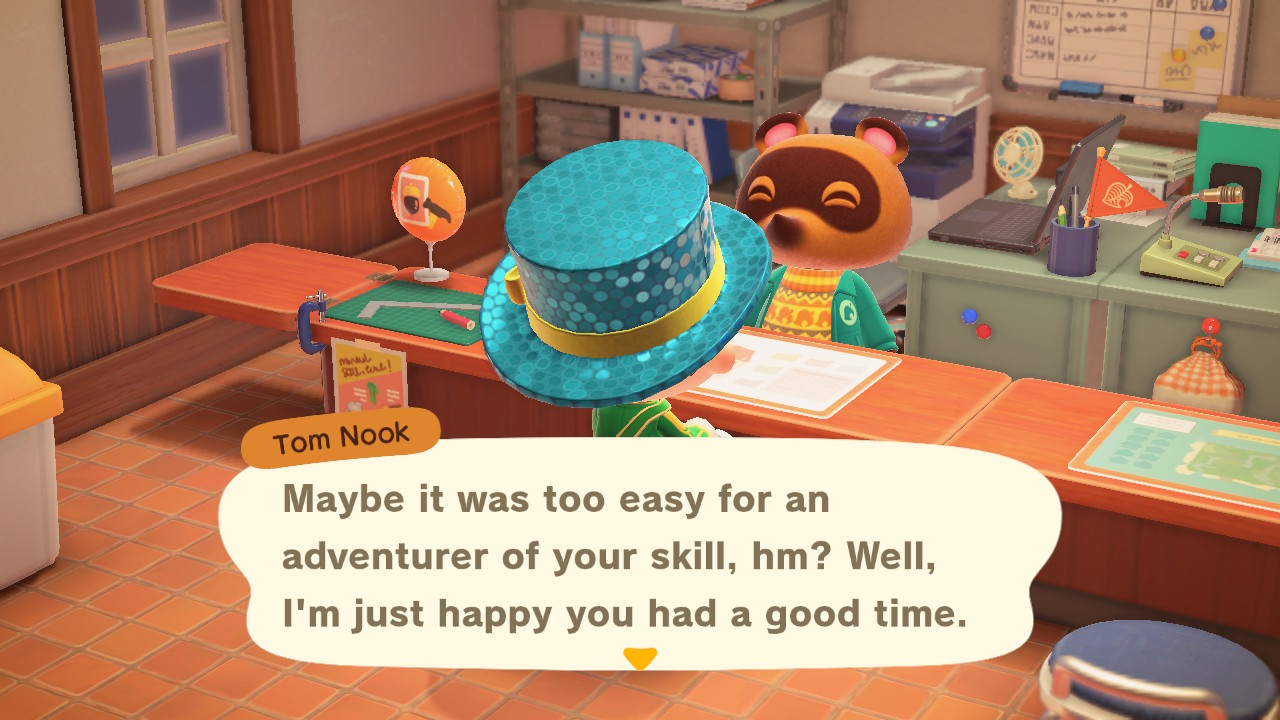 Tom Nook
Maybe it was too easy for an
adventurer of your skill, hm? Well,
I'm just happy you had a good time.